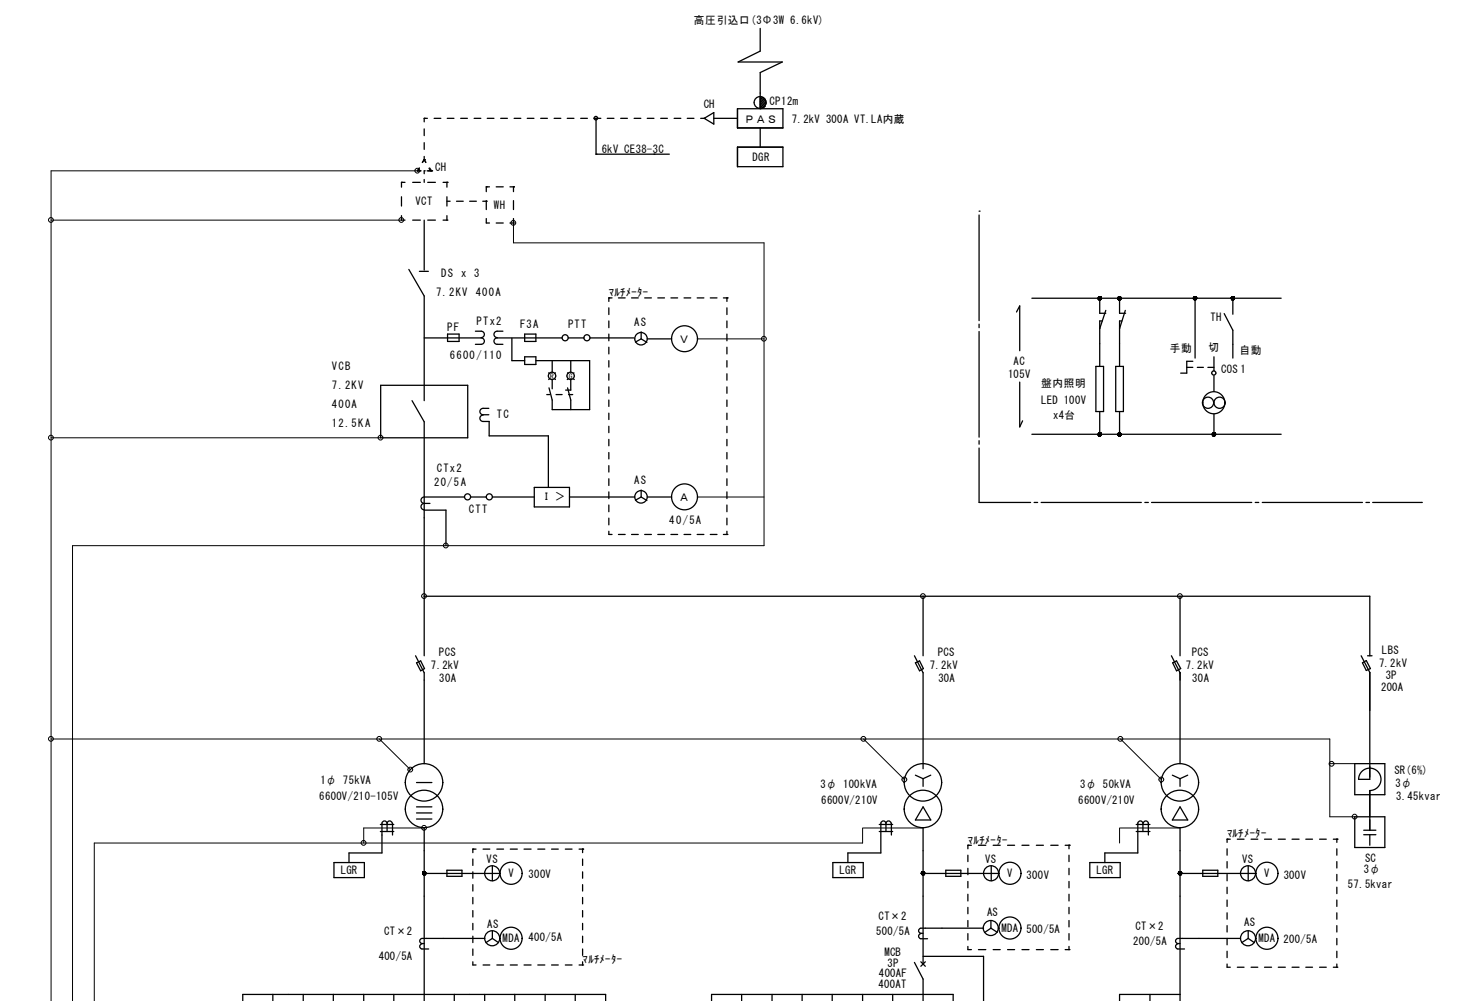 高圧引込口(3Φ3W 6.6kV)
CP12m
CH
PAS
7.2kV 300A VT.LA内蔵
6kV CE38-3C
DGR
CH
VCT
WH
DS x 3
7.2KV 400A
マルチメーター
PF
PTx2
F3A
PTT
AS
V
6600/110
VCB
7.2KV
400A
12.5KA
TC
CTx2
20/5A
CTT
I >
AS
A
40/5A
AC
105V
盤内照明
LED 100V
x4台
手動
切
TH
自動
COS1
PCS
7.2kV
30A
PCS
7.2kV
30A
PCS
7.2kV
30A
LBS
7.2kV
3P
200A
1φ 75kVA
6600V/210-105V
3φ 100kVA
6600V/210V
3φ 50kVA
6600V/210V
SR(6%)
3φ
3.45kvar
SC
3φ
57.5kvar
LGR
VS
V
300V
CT×2
400/5A
AS
MDA
400/5A
マルチメーター
LGR
マルチメーター
VS
V
300V
CT×2
500/5A
AS
MDA
500/5A
MCB
3P
400AF
400AT
LGR
マルチメーター
VS
V
300V
CT×2
200/5A
AS
MDA
200/5A